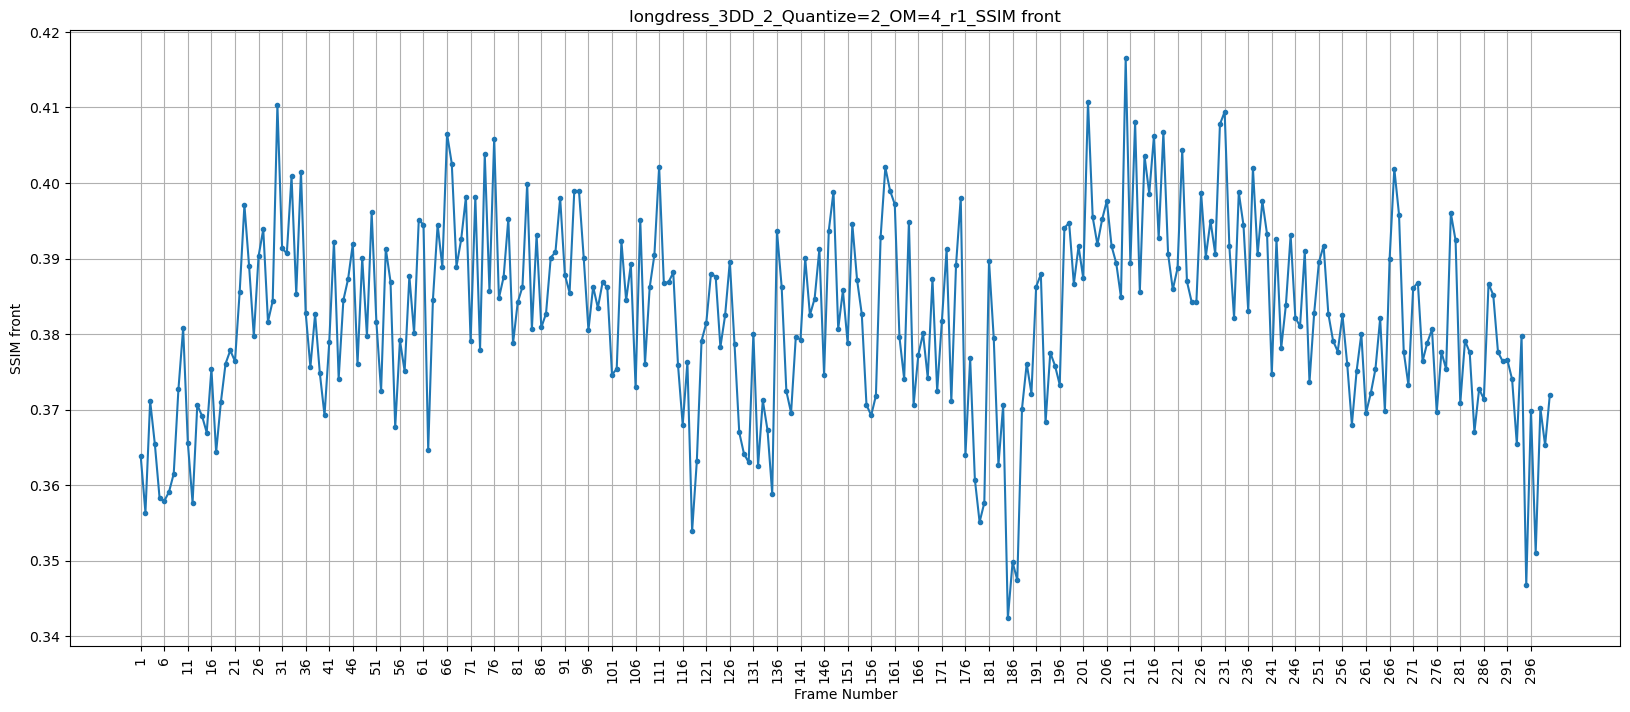 longdress_3DD_2_Quantize=2_OM=4_r1_SSIM front
SSIM front
0.42
0.41
0.40
0.39
0.38
0.37
0.36
0.35
0.34
1 6 11 16 21 26 31 36 41 46 51 56 61 66 71 76 81 86 91 96 101 106 111 116 121 126 131 136 141 146 151 156 161 166 171 176 181 186 191 196 201 206 211 216 221 226 231 236 241 246 251 256 261 266 271 276 281 286 291 296
Frame Number